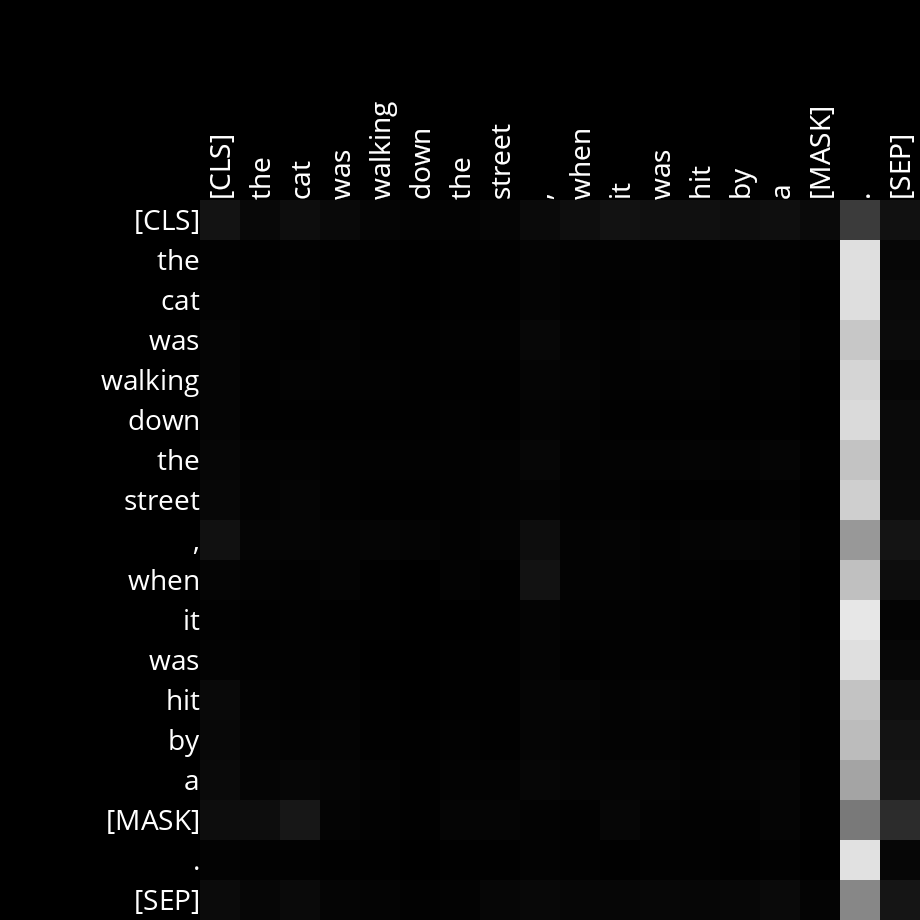 [CLS] the cat was walking down the street , when it was hit by a [MASK] . [SEP]
[CLS]
the
cat
was
walking
down
the
street
,
when
it
was
hit
by
a
[MASK]
.
[SEP]